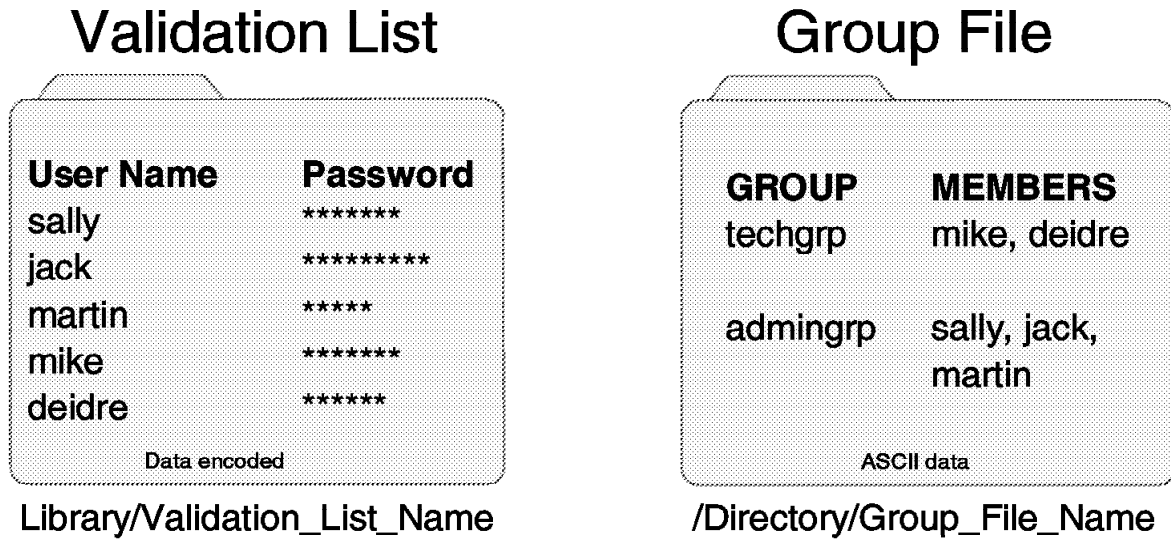 Validation List
User Name Password
sally *******
jack *********
martin *****
mike *******
deidre ******
Data encoded
Library/Validation_List_Name
Group File
GROUP MEMBERS
techgrp mike, deidre
admingrp sally, jack,
martin
ASCII data
/Directory/Group_File_Name